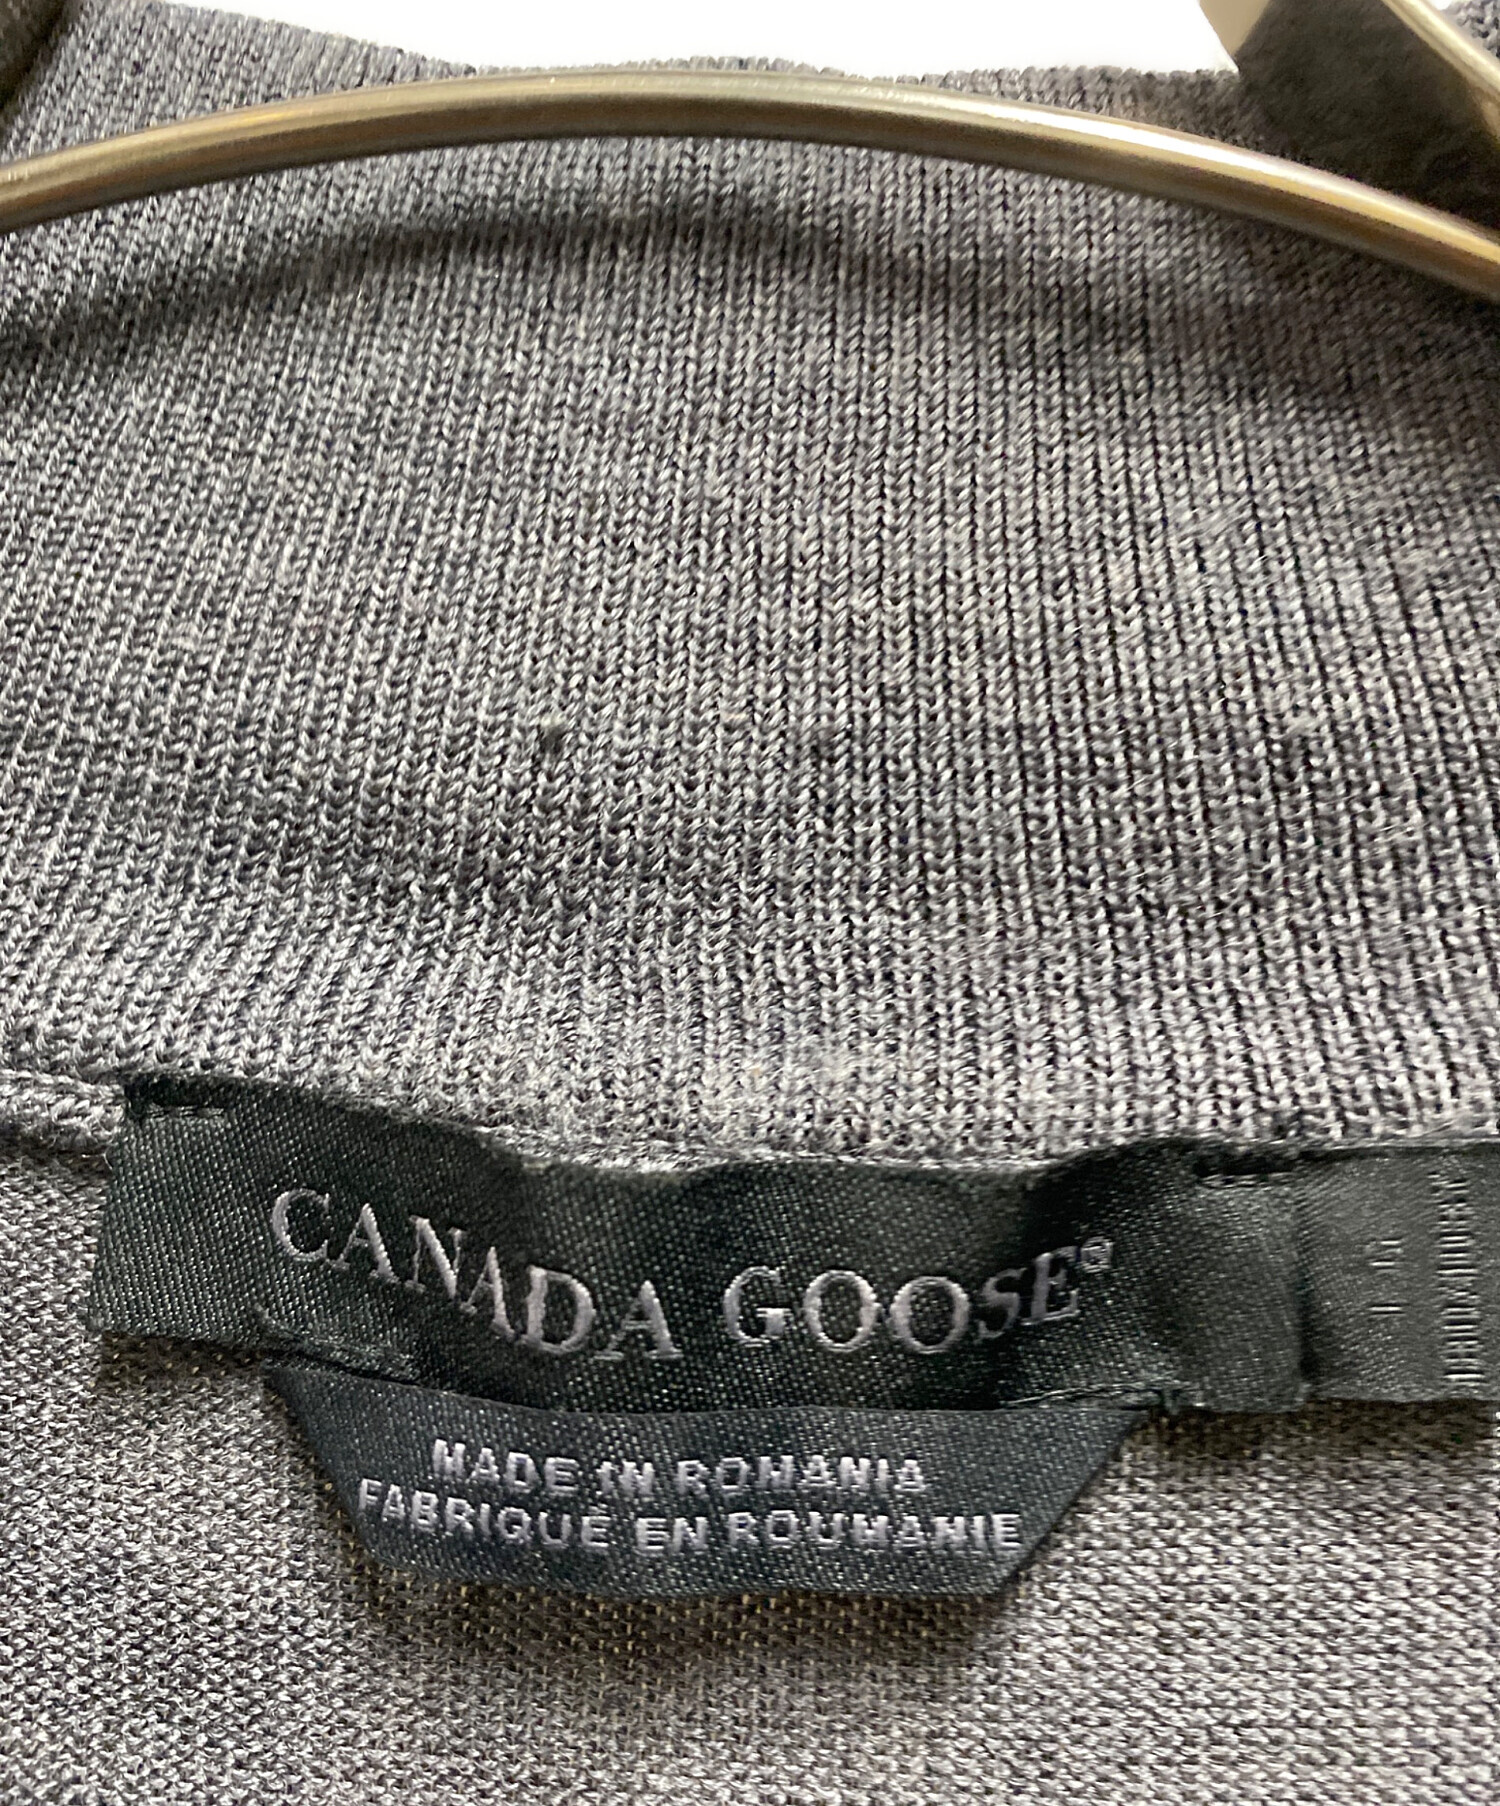 CANADA GOOSE®
MADE IN ROMANIA
FABRIQUÉ EN ROUMANIE